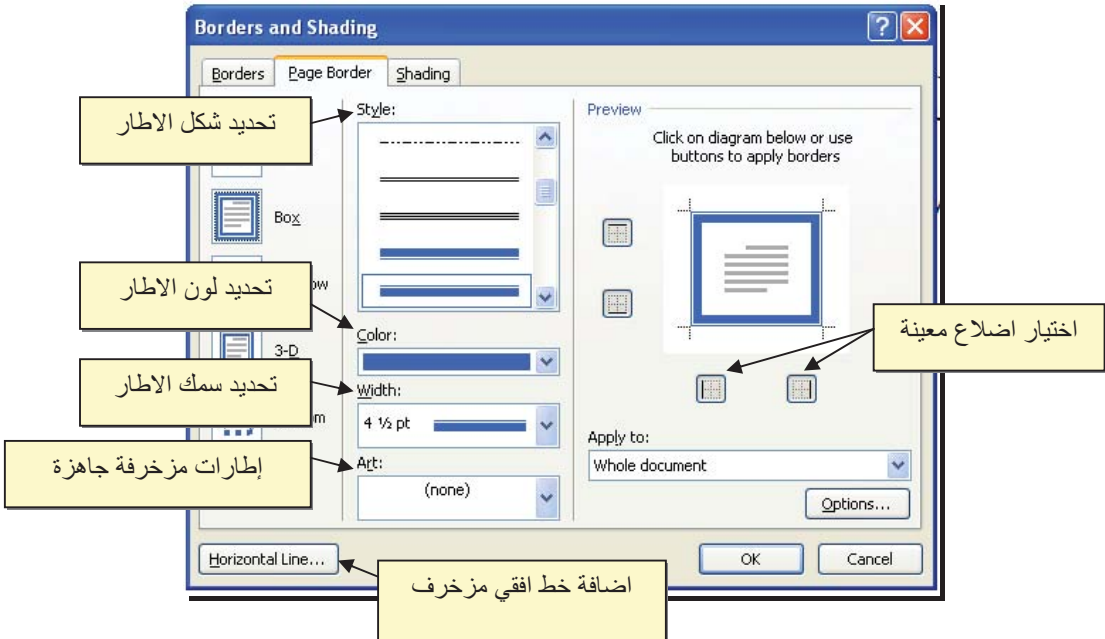 Borders and Shading
Borders Page Border Shading
تحديد شكل الاطار
Style:
Preview
Click on diagram below or use
buttons to apply borders
Box
تحديد لون الاطار
ow
اختيار اضلاع معينة
Color:
3-D
تحديد سمك الاطار
Width:
m
4 ½ pt
Apply to:
إطارات مزخرفة جاهزة
Art:
Whole document
(none)
Options...
Horizontal Line...
OK
Cancel
اضافة خط افقي مزخرف